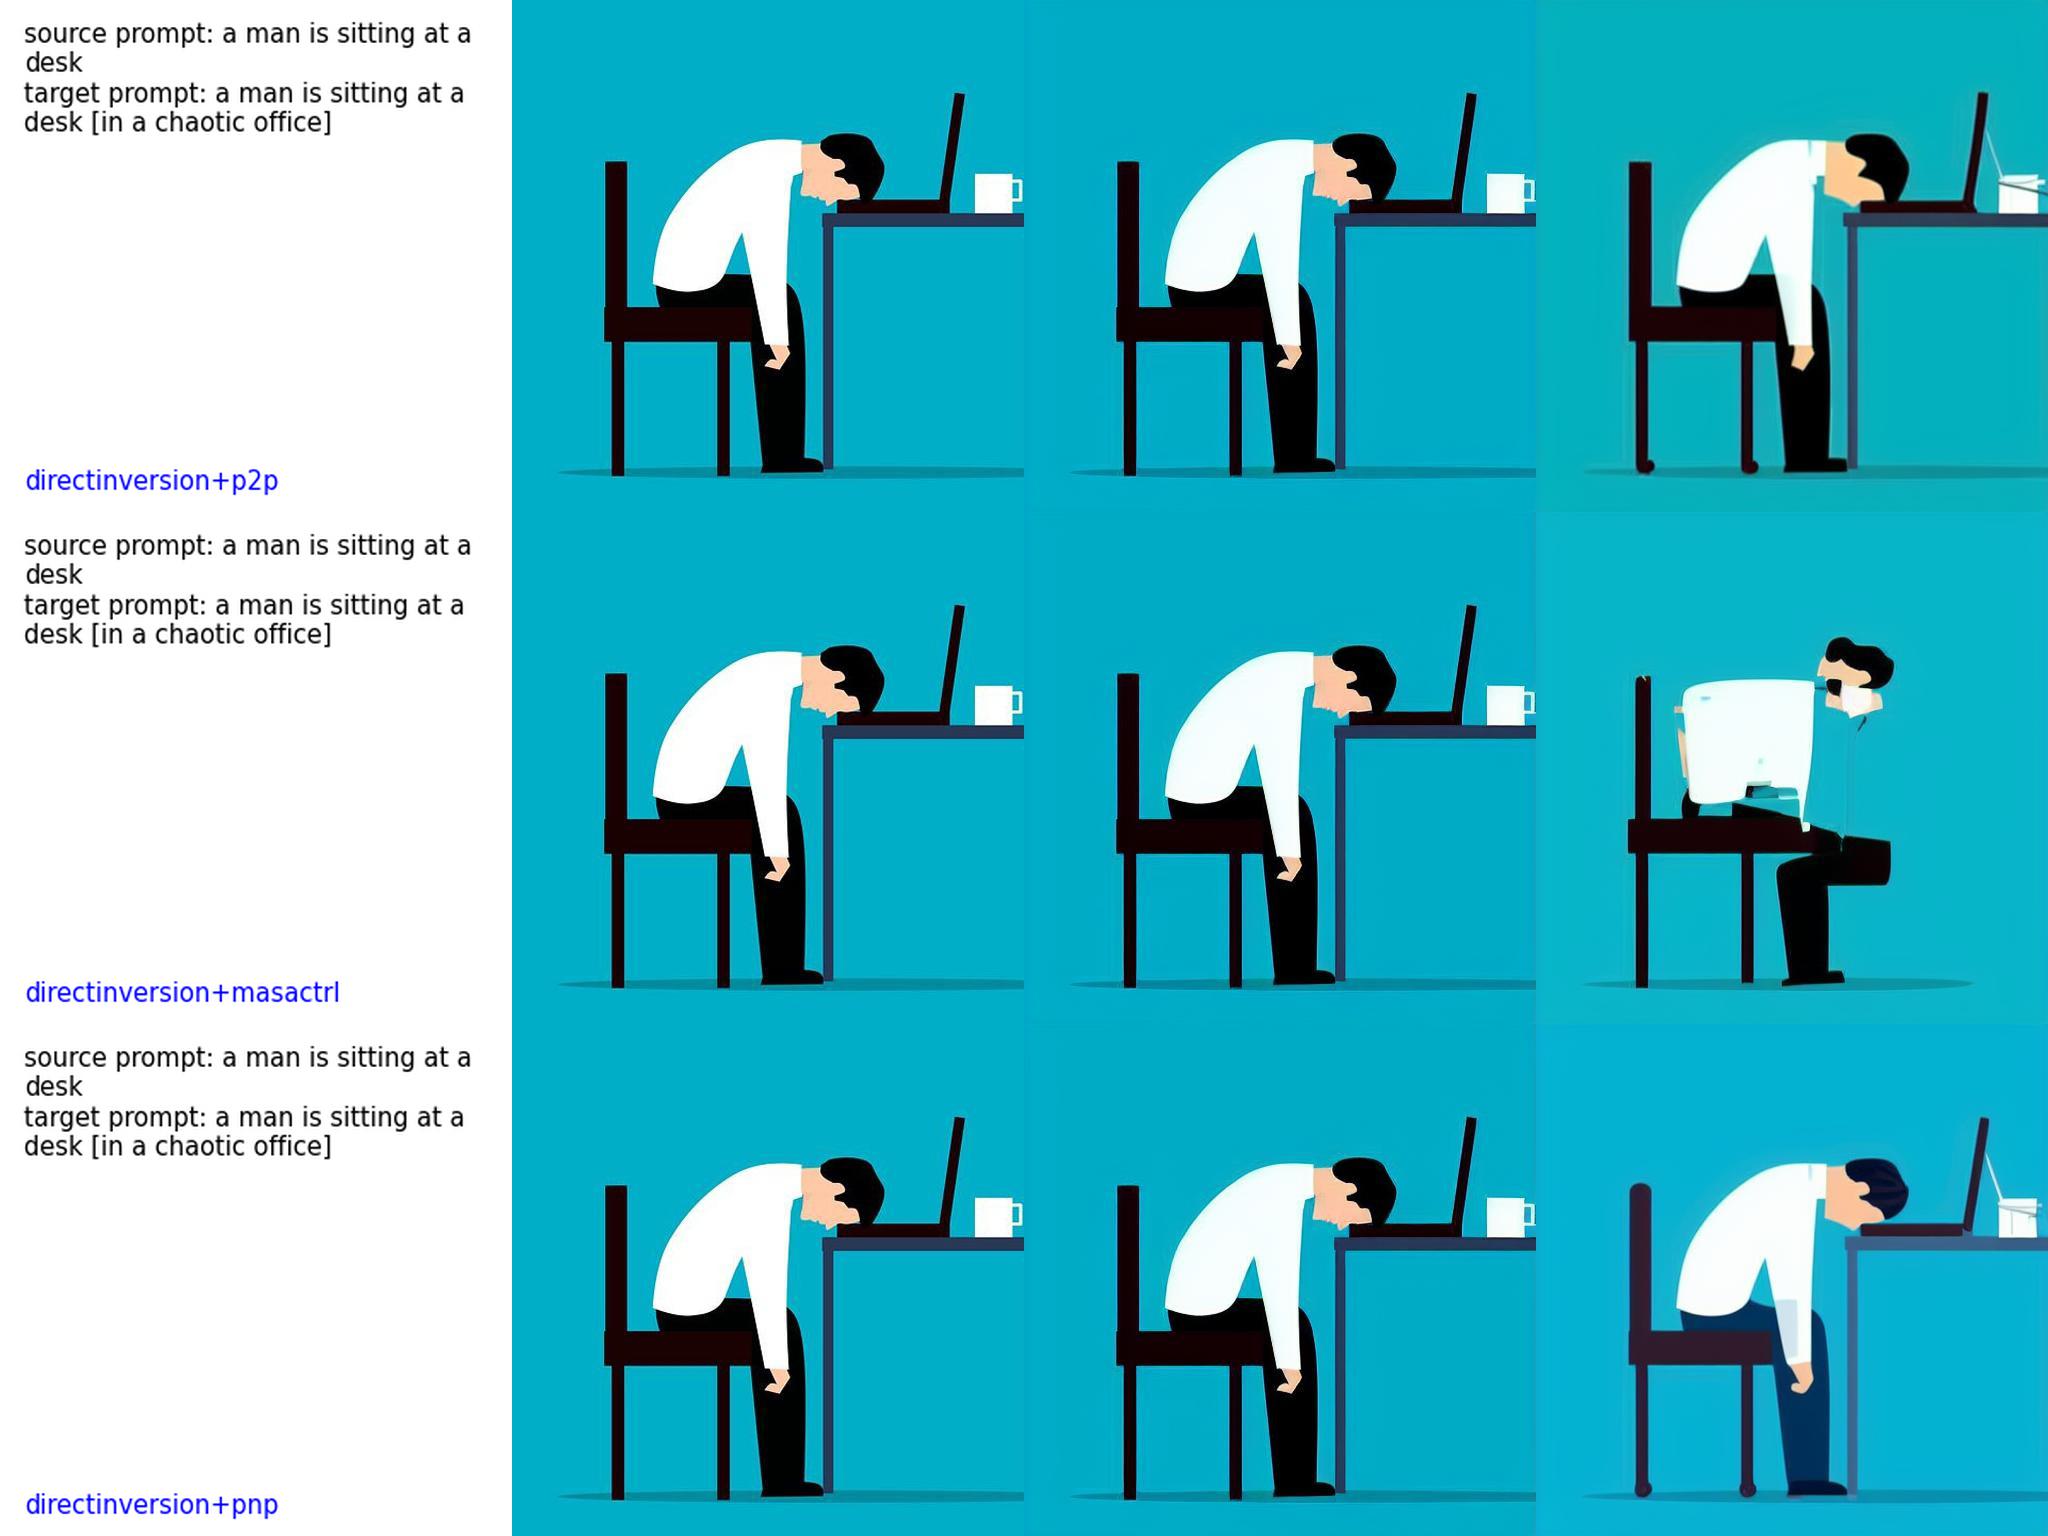 source prompt: a man is sitting at a
desk
target prompt: a man is sitting at a
desk [in a chaotic office]
directinversion+p2p
source prompt: a man is sitting at a
desk
target prompt: a man is sitting at a
desk [in a chaotic office]
directinversion+masactrl
source prompt: a man is sitting at a
desk
target prompt: a man is sitting at a
desk [in a chaotic office]
directinversion+pnp